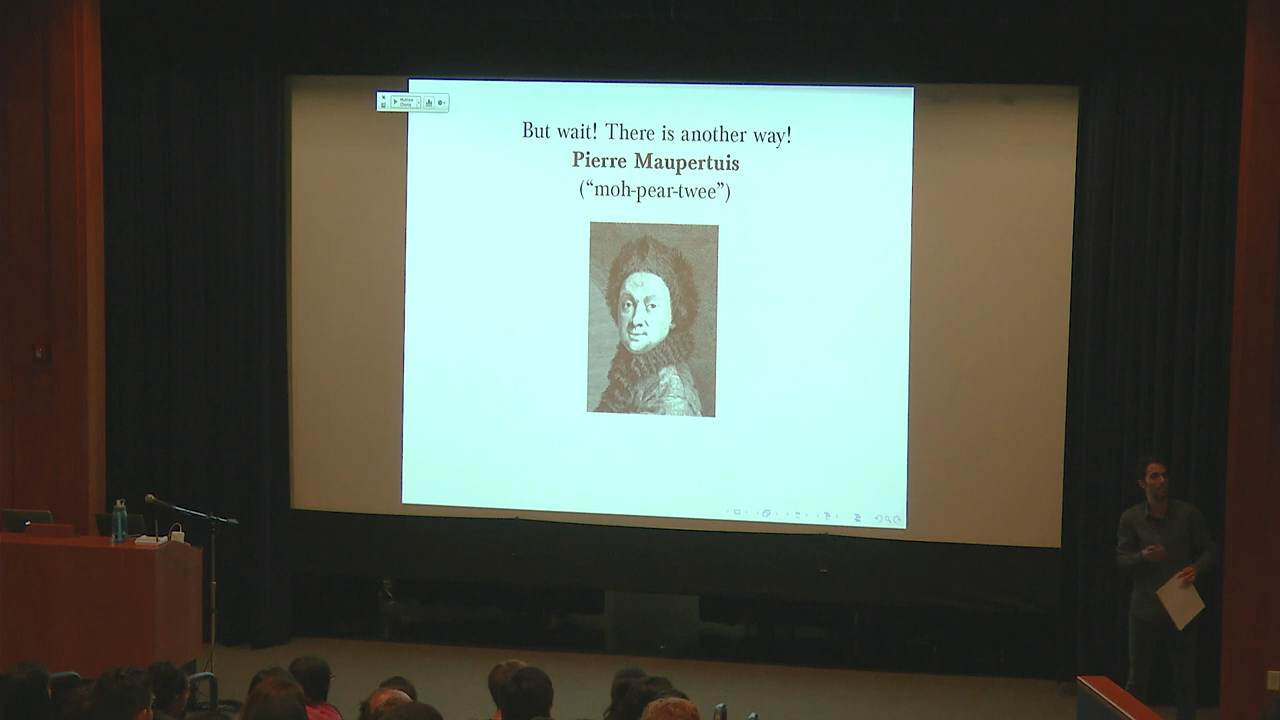 But wait! There is another way!
Pierre Maupertuis
(“moh-pear-twee”)